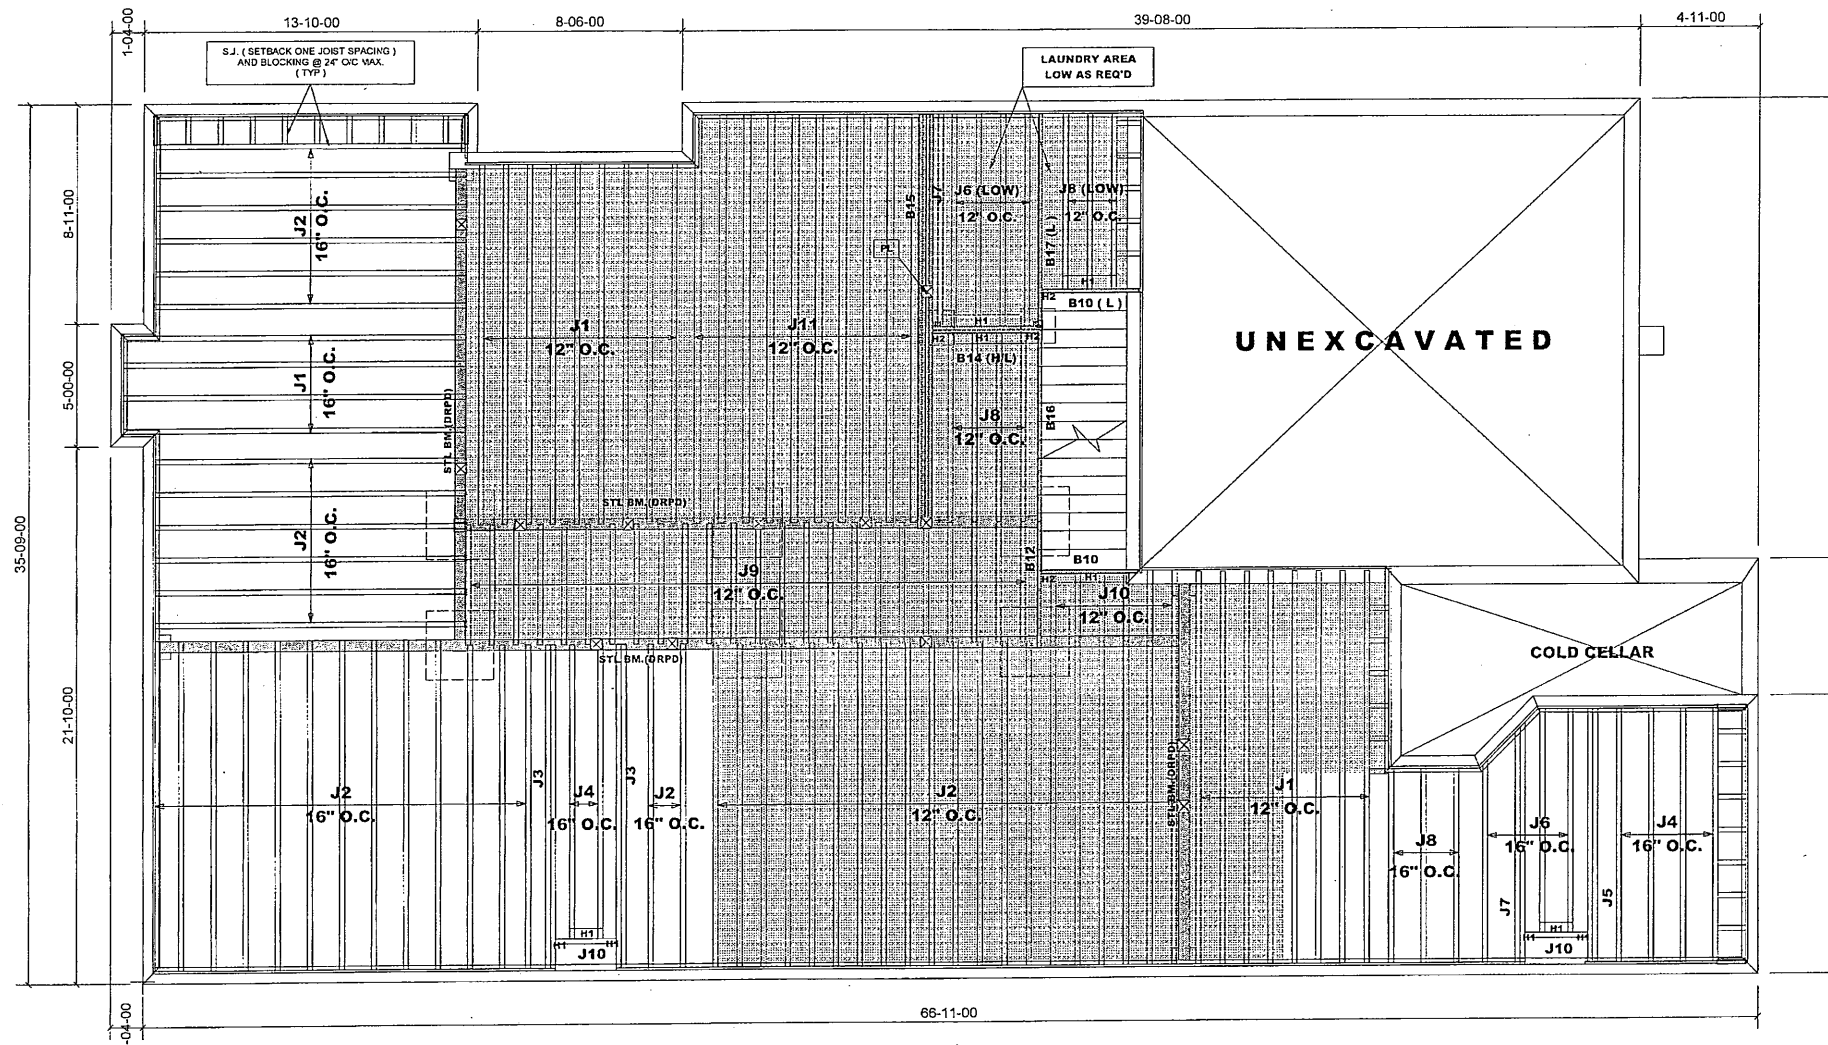 13-10-00
8-06-00
39-08-00
4-11-00
1-04-00
S.J. ( SETBACK ONE JOIST SPACING )
AND BLOCKING @ 24" O/C MAX.
( TYP )
LAUNDRY AREA
LOW AS REQ'D
8-11-00
5-00-00
35-09-00
21-10-00
J2
16" O.C.
J1
16" O.C.
J2
16" O.C.
STL BM.(DRPD)
J1
12" O.C.
J11
12" O.C.
B15
J7
J6 (LOW)
12" O.C.
B17 (L)
J8 (LOW)
12" O.C.
H1
H2
B10 ( L )
H1
H2
H1
H2
B14 (H/L)
J8
12" O.C.
B16
UNEXCAVATED
STL BM.(DRPD)
J9
12" O.C.
B12
B10
H2
H1
J10
12" O.C.
STL BM.(DRPD)
COLD CELLAR
J2
16" O.C.
J3
J4
16" O.C.
J3
J2
16" O.C.
J2
12" O.C.
STL BM.(DRPD)
J1
12" O.C.
J8
16" O.C.
J6
16" O.C.
J4
16" O.C.
J7
J5
H1
H1
H1
J10
H1
H1
H1
J10
66-11-00
-04-00